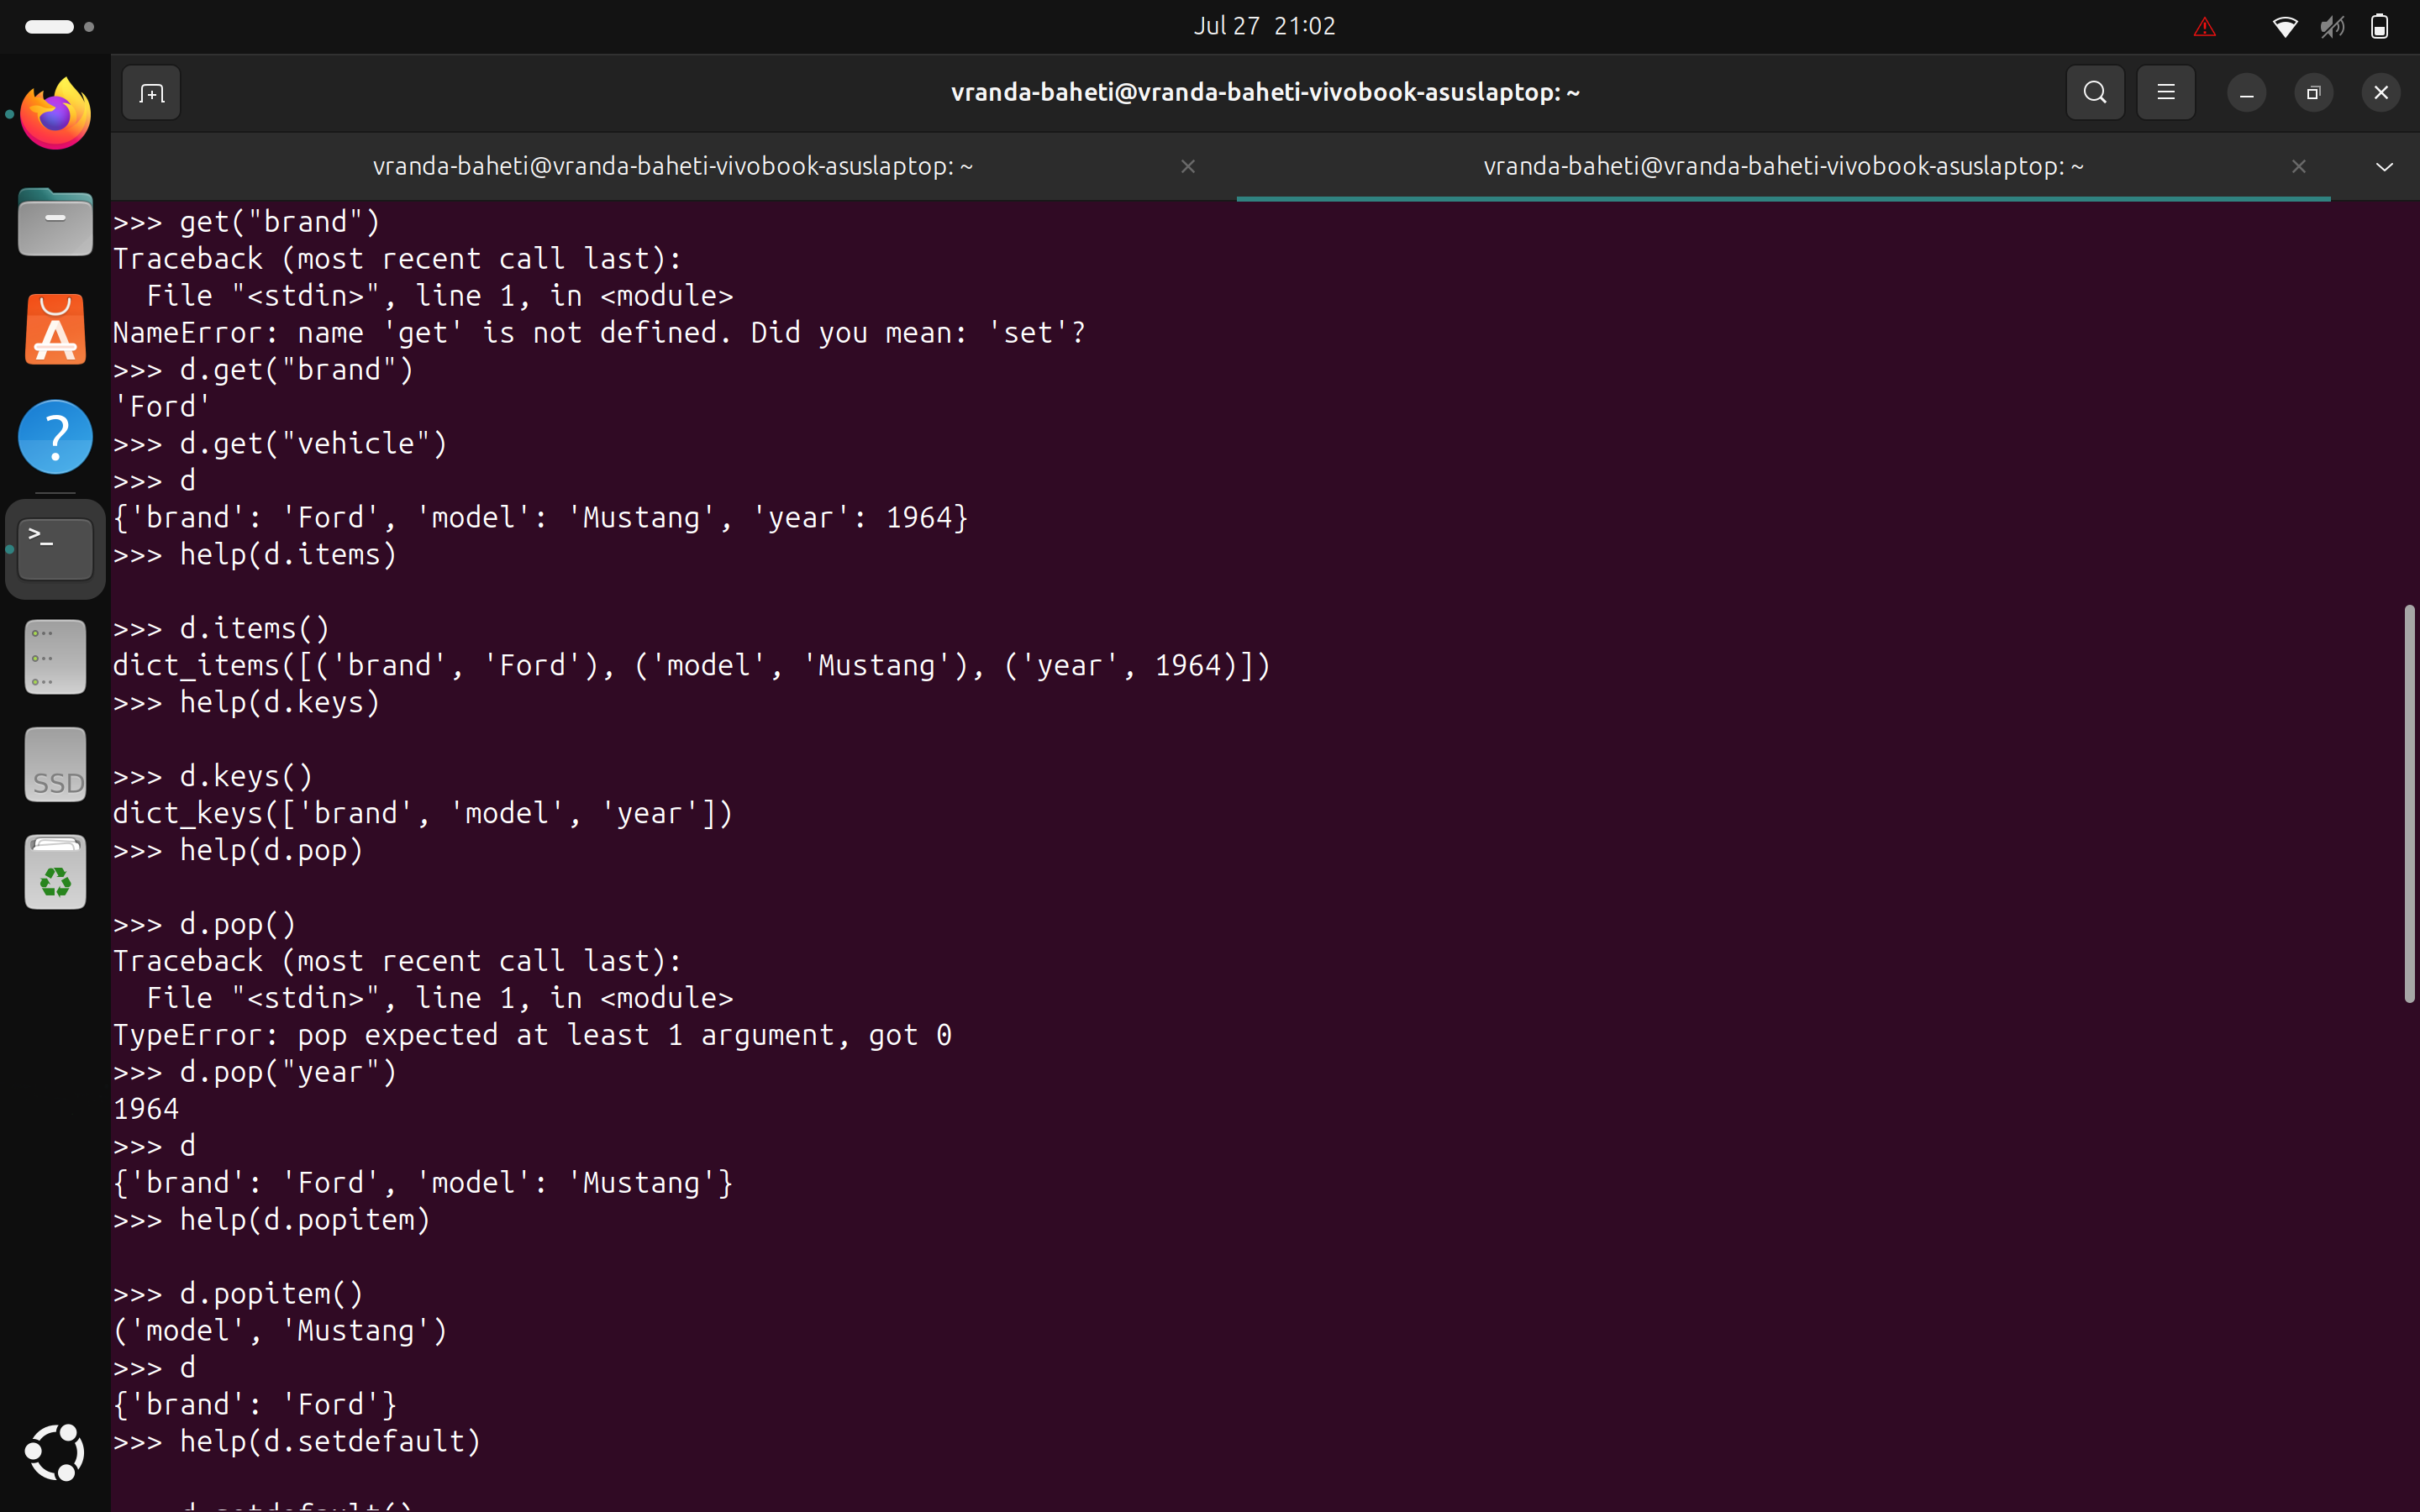 Jul 27 21:02
vranda-baheti@vranda-baheti-vivobook-asuslaptop: ~
vranda-baheti@vranda-baheti-vivobook-asuslaptop: ~
vranda-baheti@vranda-baheti-vivobook-asuslaptop: ~
>>> get("brand")
Traceback (most recent call last):
  File "<stdin>", line 1, in <module>
NameError: name 'get' is not defined. Did you mean: 'set'?
>>> d.get("brand")
'Ford'
>>> d.get("vehicle")
>>> d
{'brand': 'Ford', 'model': 'Mustang', 'year': 1964}
>>> help(d.items)
>>> d.items()
dict_items([('brand', 'Ford'), ('model', 'Mustang'), ('year', 1964)])
>>> help(d.keys)
>>> d.keys()
dict_keys(['brand', 'model', 'year'])
>>> help(d.pop)
>>> d.pop()
Traceback (most recent call last):
  File "<stdin>", line 1, in <module>
TypeError: pop expected at least 1 argument, got 0
>>> d.pop("year")
1964
>>> d
{'brand': 'Ford', 'model': 'Mustang'}
>>> help(d.popitem)
>>> d.popitem()
('model', 'Mustang')
>>> d
{'brand': 'Ford'}
>>> help(d.setdefault)
SSD